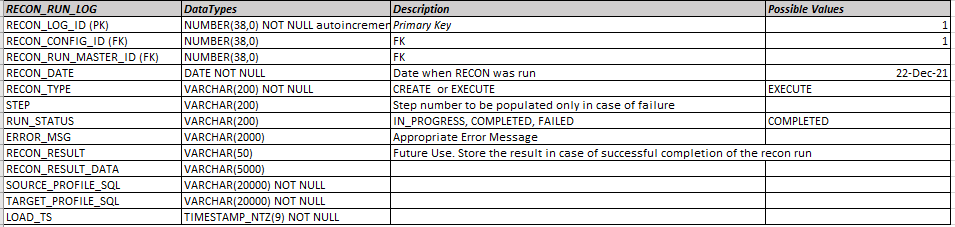 RECON_RUN_LOG DataTypes Description Possible Values
RECON_LOG_ID (PK) NUMBER(38,0) NOT NULL autoincremen Primary Key 1
RECON_CONFIG_ID (FK) NUMBER(38,0) FK 1
RECON_RUN_MASTER_ID (FK) NUMBER(38,0) FK
RECON_DATE DATE NOT NULL Date when RECON was run 22-Dec-21
RECON_TYPE VARCHAR(200) NOT NULL CREATE or EXECUTE EXECUTE
STEP VARCHAR(200) Step number to be populated only in case of failure
RUN_STATUS VARCHAR(200) IN_PROGRESS, COMPLETED, FAILED COMPLETED
ERROR_MSG VARCHAR(2000) Appropriate Error Message
RECON_RESULT VARCHAR(50) Future Use. Store the result in case of successful completion of the recon run
RECON_RESULT_DATA VARCHAR(5000)
SOURCE_PROFILE_SQL VARCHAR(20000) NOT NULL
TARGET_PROFILE_SQL VARCHAR(20000) NOT NULL
LOAD_TS TIMESTAMP_NTZ(9) NOT NULL